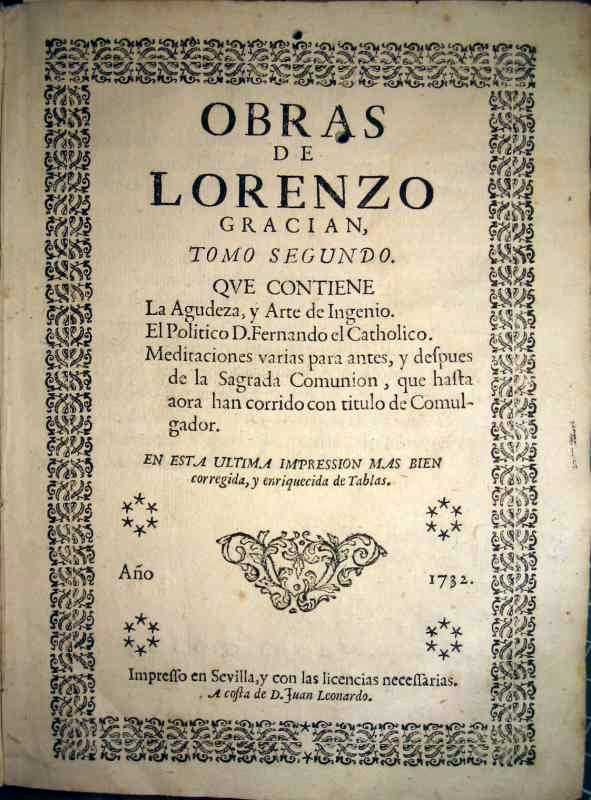 OBRAS
DE
LORENZO
GRACIAN,
TOMO SEGUNDO.
QVE CONTIENE
La Agudeza, y Arte de Ingenio.
El Politico D.Fernando el Catholico.
Meditaciones varias para antes, y deſpues
de la Sagrada Comunion, que haſta
aora han corrido con titulo de Comul-
gador.
EN ESTA ULTIMA IMPRESSION MAS BIEN
corregida, y enriquecida de Tablas.
Año 1732.
Impreſſo en Sevilla, y con las licencias neceſſarias.
A coſta de D. Juan Leonardo.